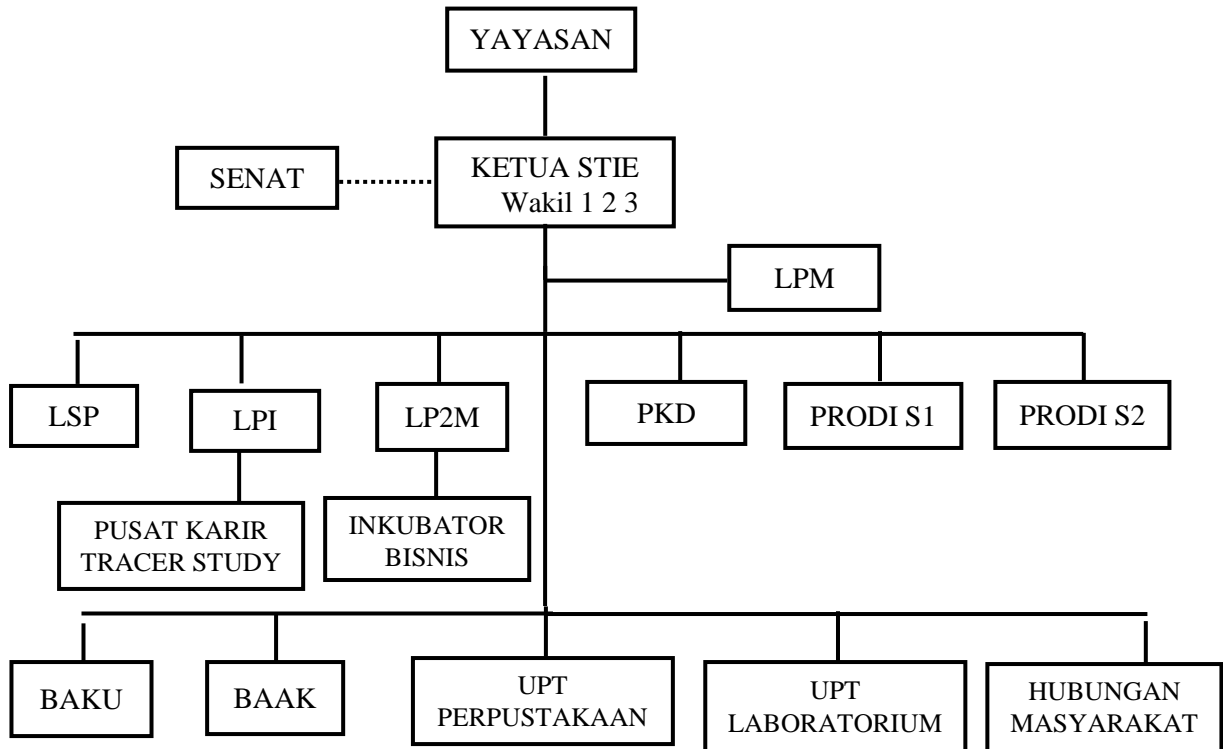 YAYASAN
SENAT
KETUA STIE
Wakil 1 2 3
LPM
LSP
LPI
LP2M
PKD
PRODI S1
PRODI S2
PUSAT KARIR
TRACER STUDY
INKUBATOR
BISNIS
BAKU
BAAK
UPT
PERPUSTAKAAN
UPT
LABORATORIUM
HUBUNGAN
MASYARAKAT